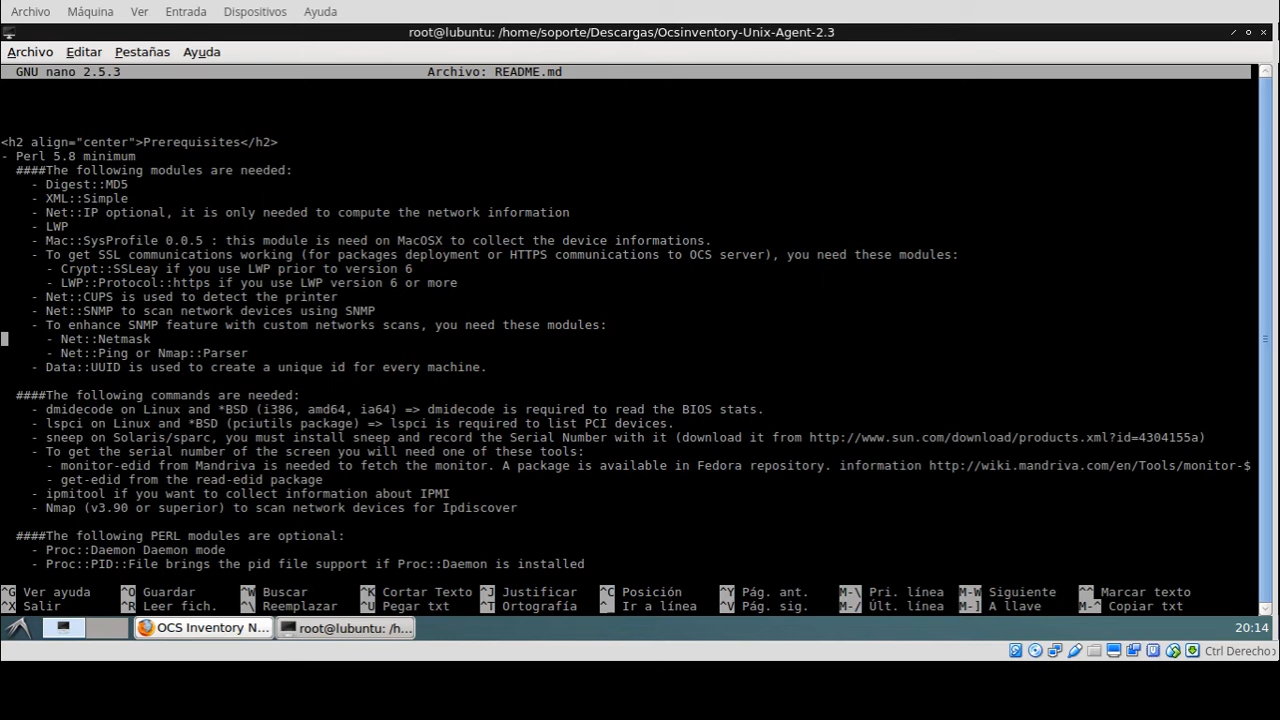 Archivo Máquina Ver Entrada Dispositivos Ayuda
root@lubuntu: /home/soporte/Descargas/Ocsinventory-Unix-Agent-2.3
Archivo Editar Pestañas Ayuda
GNU nano 2.5.3 Archivo: README.md
<h2 align="center">Prerequisites</h2>
- Perl 5.8 minimum
####The following modules are needed:
- Digest::MD5
- XML::Simple
- Net::IP optional, it is only needed to compute the network information
- LWP
- Mac::SysProfile 0.0.5 : this module is need on MacOSX to collect the device informations.
- To get SSL communications working (for packages deployment or HTTPS communications to OCS server), you need these modules:
- Crypt::SSLeay if you use LWP prior to version 6
- LWP::Protocol::https if you use LWP version 6 or more
- Net::CUPS is used to detect the printer
- Net::SNMP to scan network devices using SNMP
- To enhance SNMP feature with custom networks scans, you need these modules:
- Net::Netmask
- Net::Ping or Nmap::Parser
- Data::UUID is used to create a unique id for every machine.
####The following commands are needed:
- dmidecode on Linux and *BSD (i386, amd64, ia64) => dmidecode is required to read the BIOS stats.
- lspci on Linux and *BSD (pciutils package) => lspci is required to list PCI devices.
- sneep on Solaris/sparc, you must install sneep and record the Serial Number with it (download it from http://www.sun.com/download/products.xml?id=4304155a)
- To get the serial number of the screen you will need one of these tools:
- monitor-edid from Mandriva is needed to fetch the monitor. A package is available in Fedora repository. information http://wiki.mandriva.com/en/Tools/monitor-$
- get-edid from the read-edid package
- ipmitool if you want to collect information about IPMI
- Nmap (v3.90 or superior) to scan network devices for Ipdiscover
####The following PERL modules are optional:
- Proc::Daemon Daemon mode
- Proc::PID::File brings the pid file support if Proc::Daemon is installed
^G Ver ayuda ^O Guardar ^W Buscar ^K Cortar Texto ^J Justificar ^C Posición ^Y Pág. ant. M-\ Pri. línea M-W Siguiente ^^ Marcar texto
^X Salir ^R Leer fich. ^\ Reemplazar ^U Pegar txt ^T Ortografía ^_ Ir a línea ^V Pág. sig. M-/ Últ. línea M-] A llave M-^ Copiar txt
OCS Inventory N... root@lubuntu: /h... 20:14
Ctrl Derecho